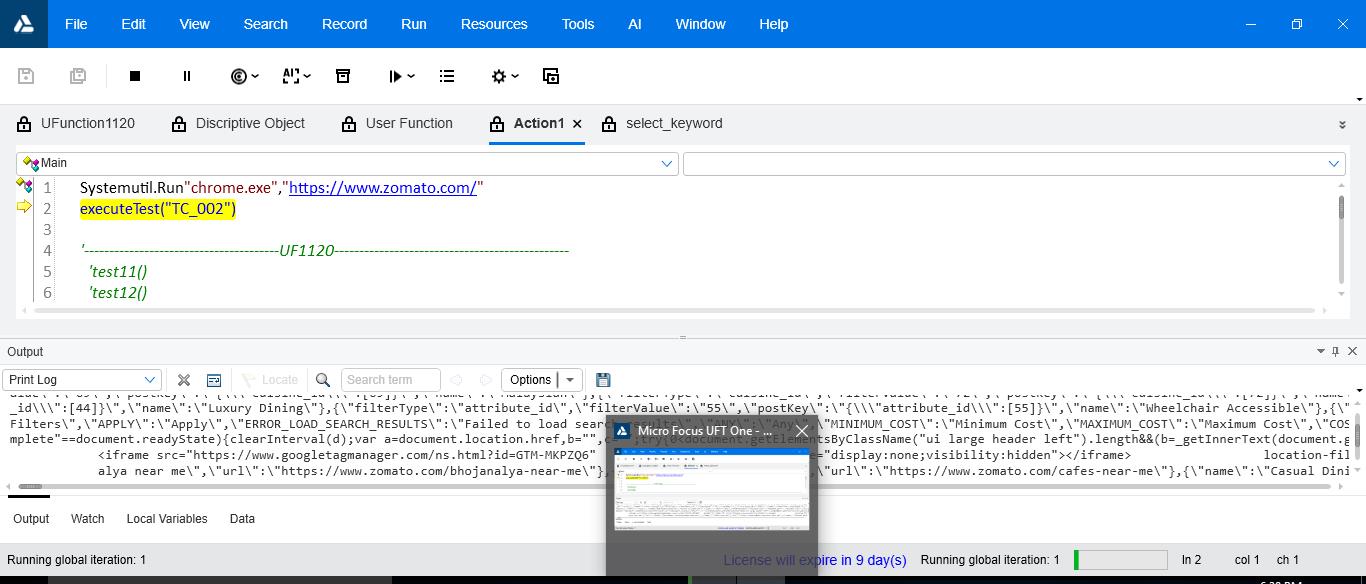 File Edit View Search Record Run Resources Tools AI Window Help
UFunction1120 Discriptive Object User Function Action1 select_keyword
Main
1 Systemutil.Run"chrome.exe","https://www.zomato.com/"
2 executeTest("TC_002")
3
4 '---------------------------------------UF1120-----------------------------------------------
5 'test11()
6 'test12()
Output
Print Log Locate Search term Options
_id\\\":[44]}\",\"name\":\"Luxury Dining\"},{\"filterType\":\"attribute_id\",\"filterValue\":\"55\",\"postKey\":\"{\\\"attribute_id\\\":[55]}\",\"name\":\"Wheelchair Accessible\"},{\"
Filters\",\"APPLY\":\"Apply\",\"ERROR_LOAD_SEARCH_RESULTS\":\"Failed to load search results\",\"ANY\":\"Any\",\"MINIMUM_COST\":\"Minimum Cost\",\"MAXIMUM_COST\":\"Maximum Cost\",\"COS
mplete"==document.readyState){clearInterval(d);var a=document.location.href,b="",c="";try{0<document.getElementsByClassName("ui large header left").length&&(b=_getInnerText(document.g
<iframe src="https://www.googletagmanager.com/ns.html?id=GTM-MKPZQ6" ="display:none;visibility:hidden"></iframe> location-fil
alya near me\",\"url\":\"https://www.zomato.com/bhojanalya-near-me\"}, "url\":\"https://www.zomato.com/cafes-near-me\"},{\"name\":\"Casual Dini
Micro Focus UFT One - ...
Output Watch Local Variables Data
Running global iteration: 1 License will expire in 9 day(s) Running global iteration: 1 ln 2 col 1 ch 1